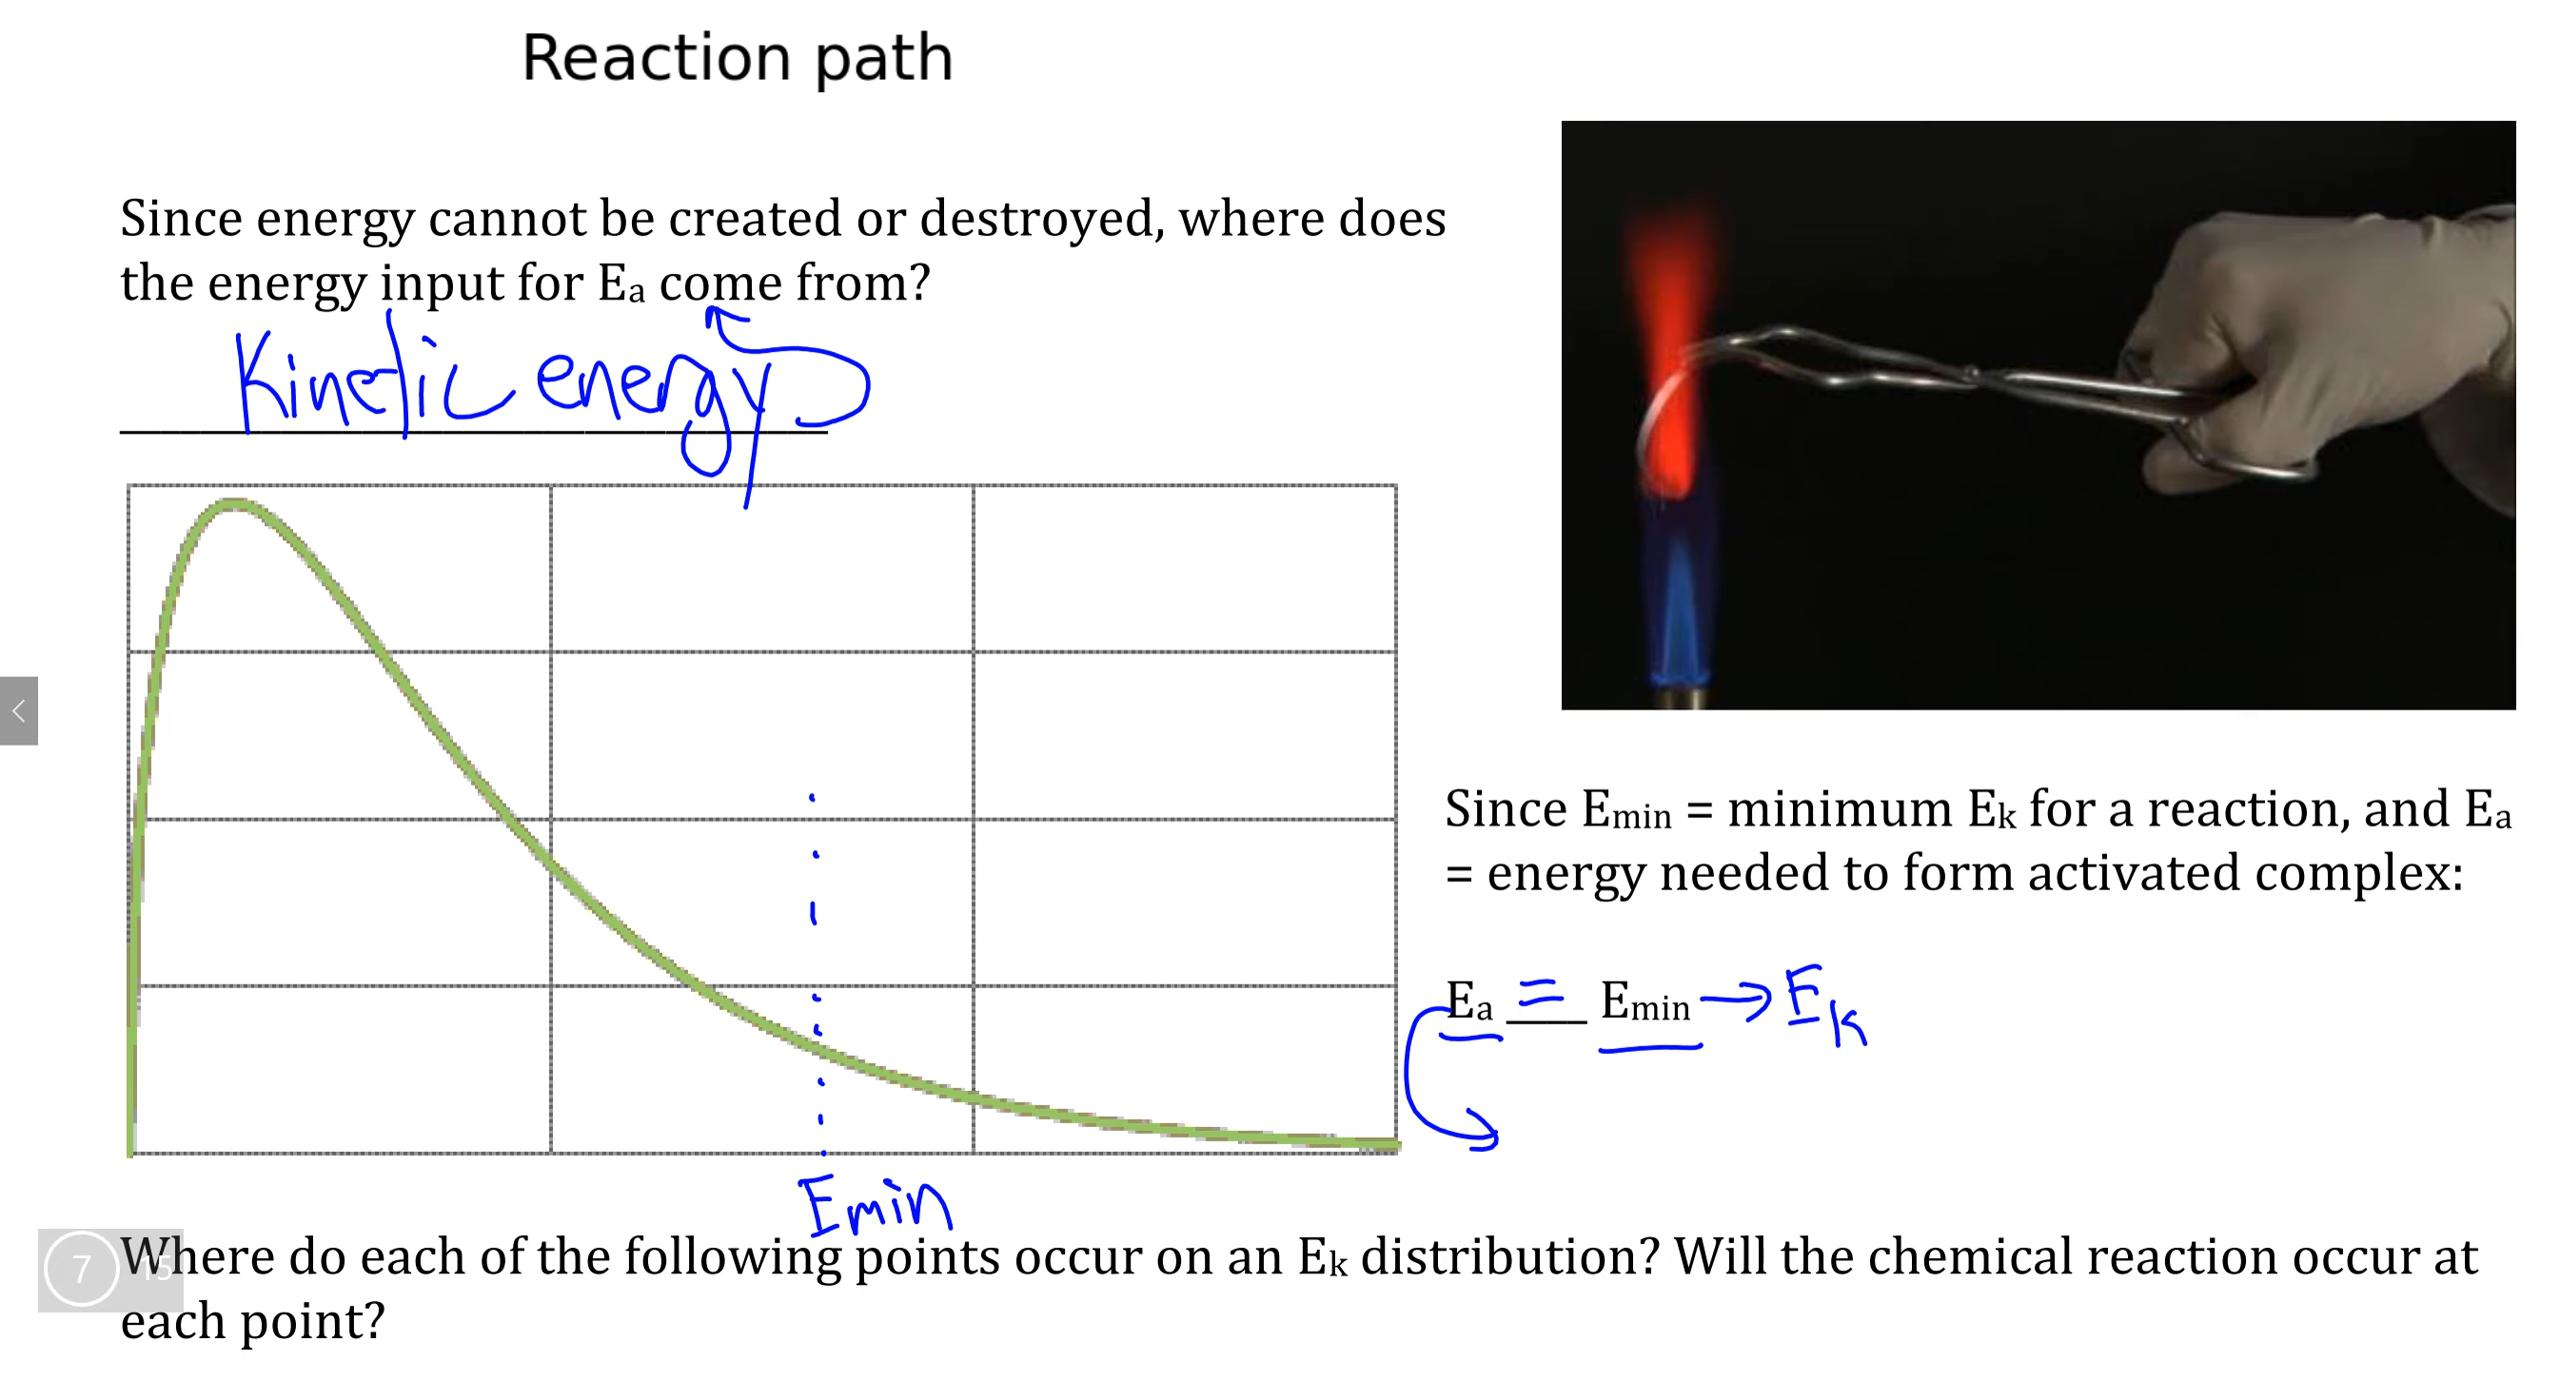 Reaction path
Since energy cannot be created or destroyed, where does
the energy input for Ea come from?
Kinetic energy
Since Emin = minimum Ek for a reaction, and Ea
= energy needed to form activated complex:
Ea = Emin → Ek
Emin
Where do each of the following points occur on an Ek distribution? Will the chemical reaction occur at
each point?
7 15